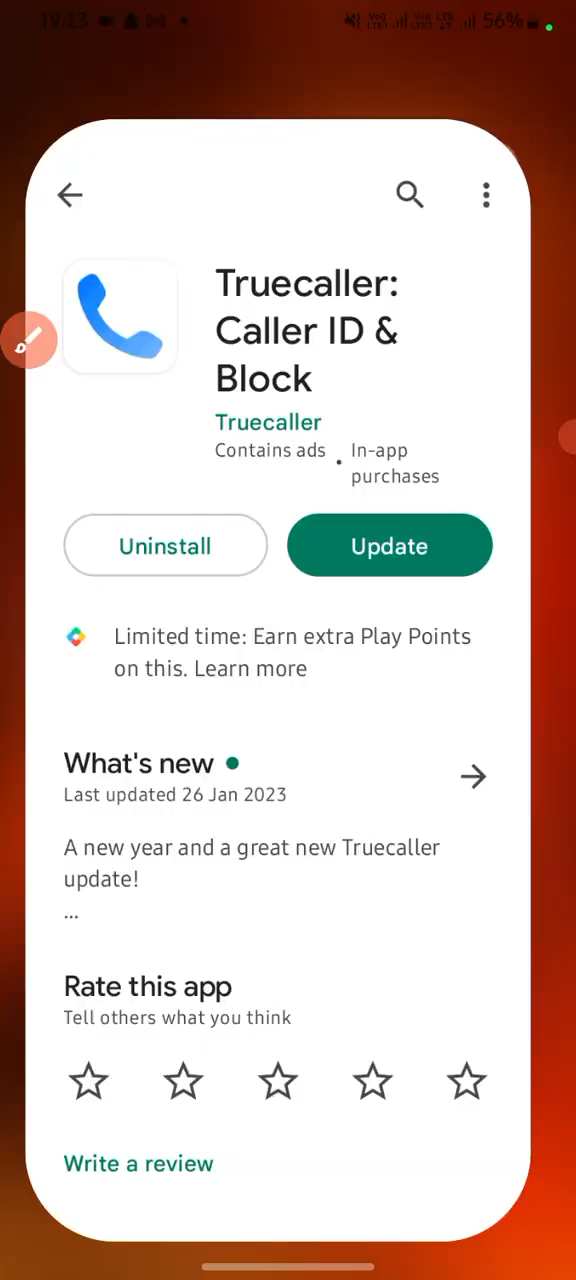 19:23
56%
Truecaller:
Caller ID &
Block
Truecaller
Contains ads • In-app
purchases
Uninstall
Update
Limited time: Earn extra Play Points
on this. Learn more
What's new
Last updated 26 Jan 2023
A new year and a great new Truecaller
update!
...
Rate this app
Tell others what you think
Write a review